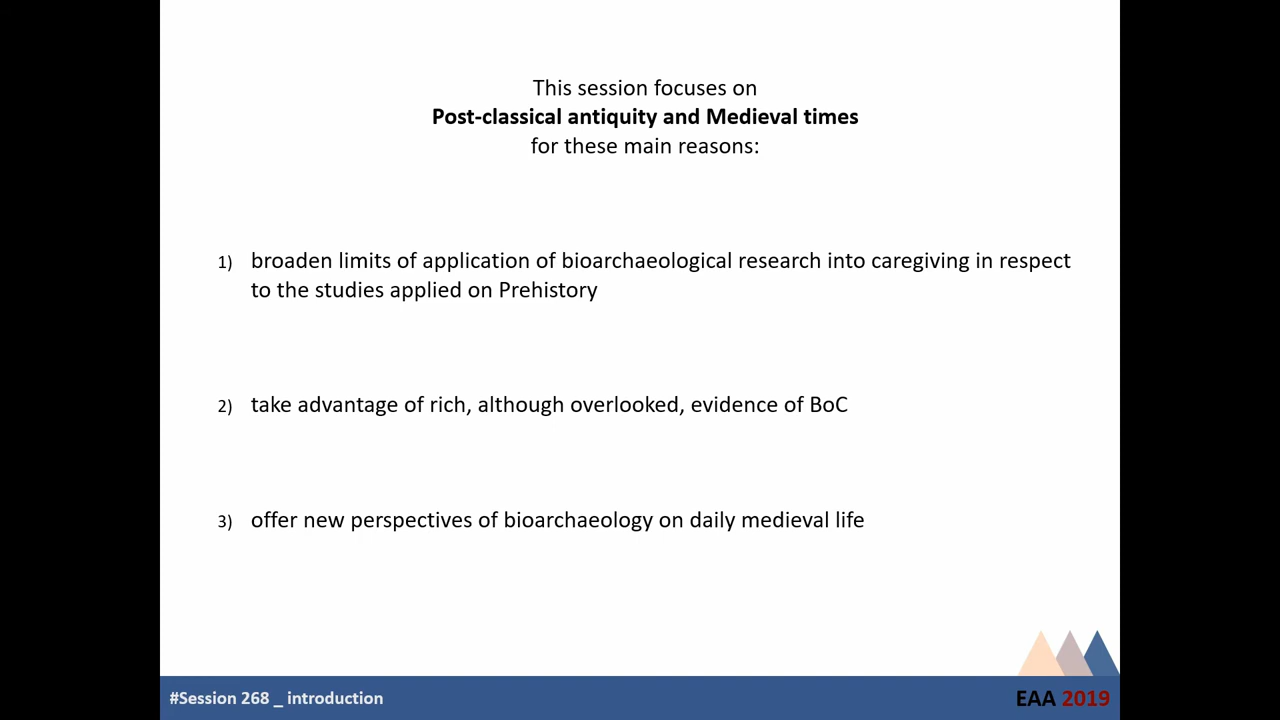 This session focuses on
Post-classical antiquity and Medieval times
for these main reasons:
1) broaden limits of application of bioarchaeological research into caregiving in respect
to the studies applied on Prehistory
2) take advantage of rich, although overlooked, evidence of BoC
3) offer new perspectives of bioarchaeology on daily medieval life
#Session 268 _ introduction
EAA 2019